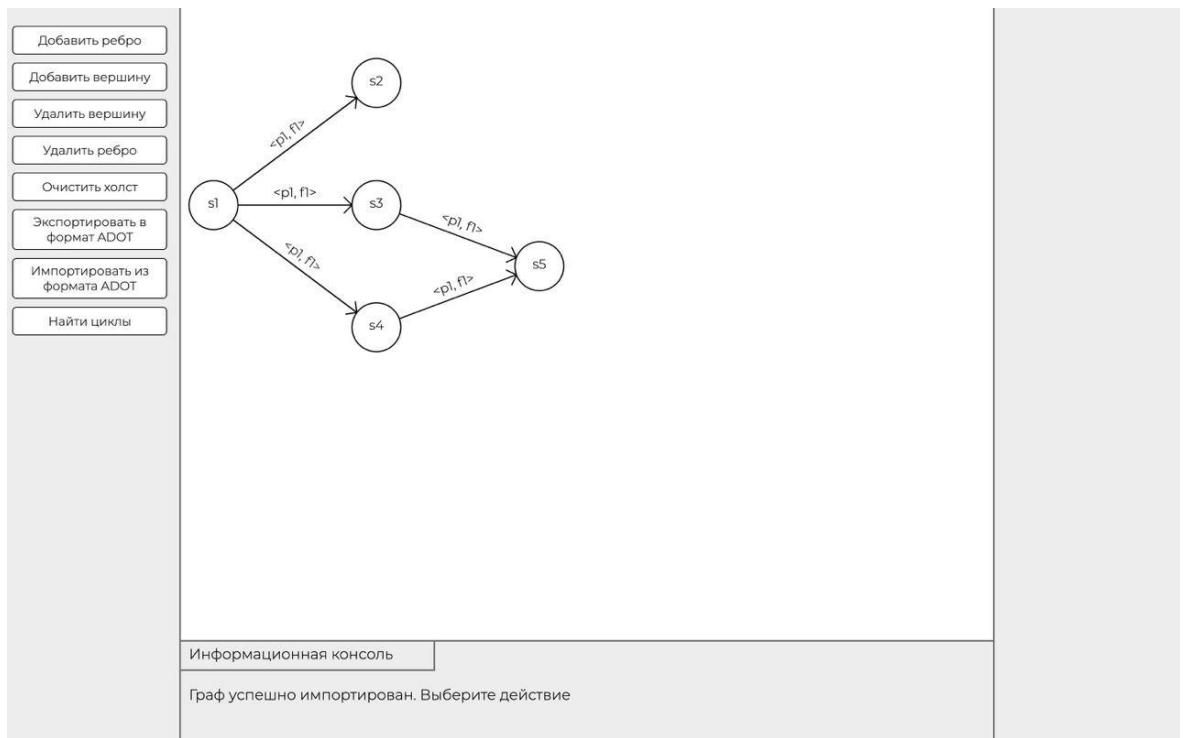 Добавить ребро
Добавить вершину
Удалить вершину
Удалить ребро
Очистить холст
Экспортировать в
формат ADOT
Импортировать из
формата ADOT
Найти циклы
s2
<p1, f1>
s1
<p1, f1>
s3
<p1, f1>
<p1, f1>
s5
<p1, f1>
s4
Информационная консоль
Граф успешно импортирован. Выберите действие